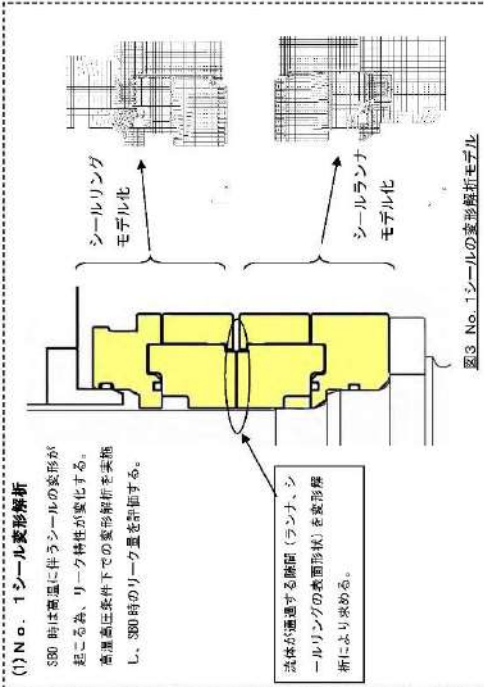 (1) No. 1シール変形解析
SBO 時は高温に伴うシールの変形が
起こる為、リーク特性が変化する。
高温高圧条件下での変形解析を実施
し、SBO 時のリーク量を評価する。
シールリング
モデル化
流体が通過する隙間（ランナ、シ
ールリングの表面形状）を変形解
析により求める。
シールランナ
モデル化
図3 No. 1シールの変形解析モデル